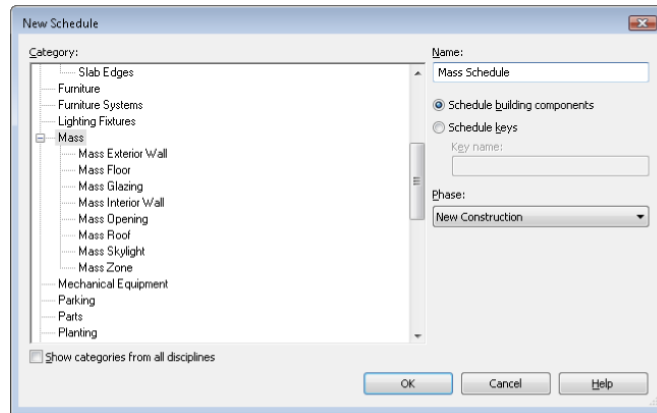 New Schedule
Category:
Slab Edges
Furniture
Furniture Systems
Lighting Fixtures
Mass
Mass Exterior Wall
Mass Floor
Mass Glazing
Mass Interior Wall
Mass Opening
Mass Roof
Mass Skylight
Mass Zone
Mechanical Equipment
Parking
Parts
Planting
Show categories from all disciplines
Name:
Mass Schedule
Schedule building components
Schedule keys
Key name:
Phase:
New Construction
OK
Cancel
Help